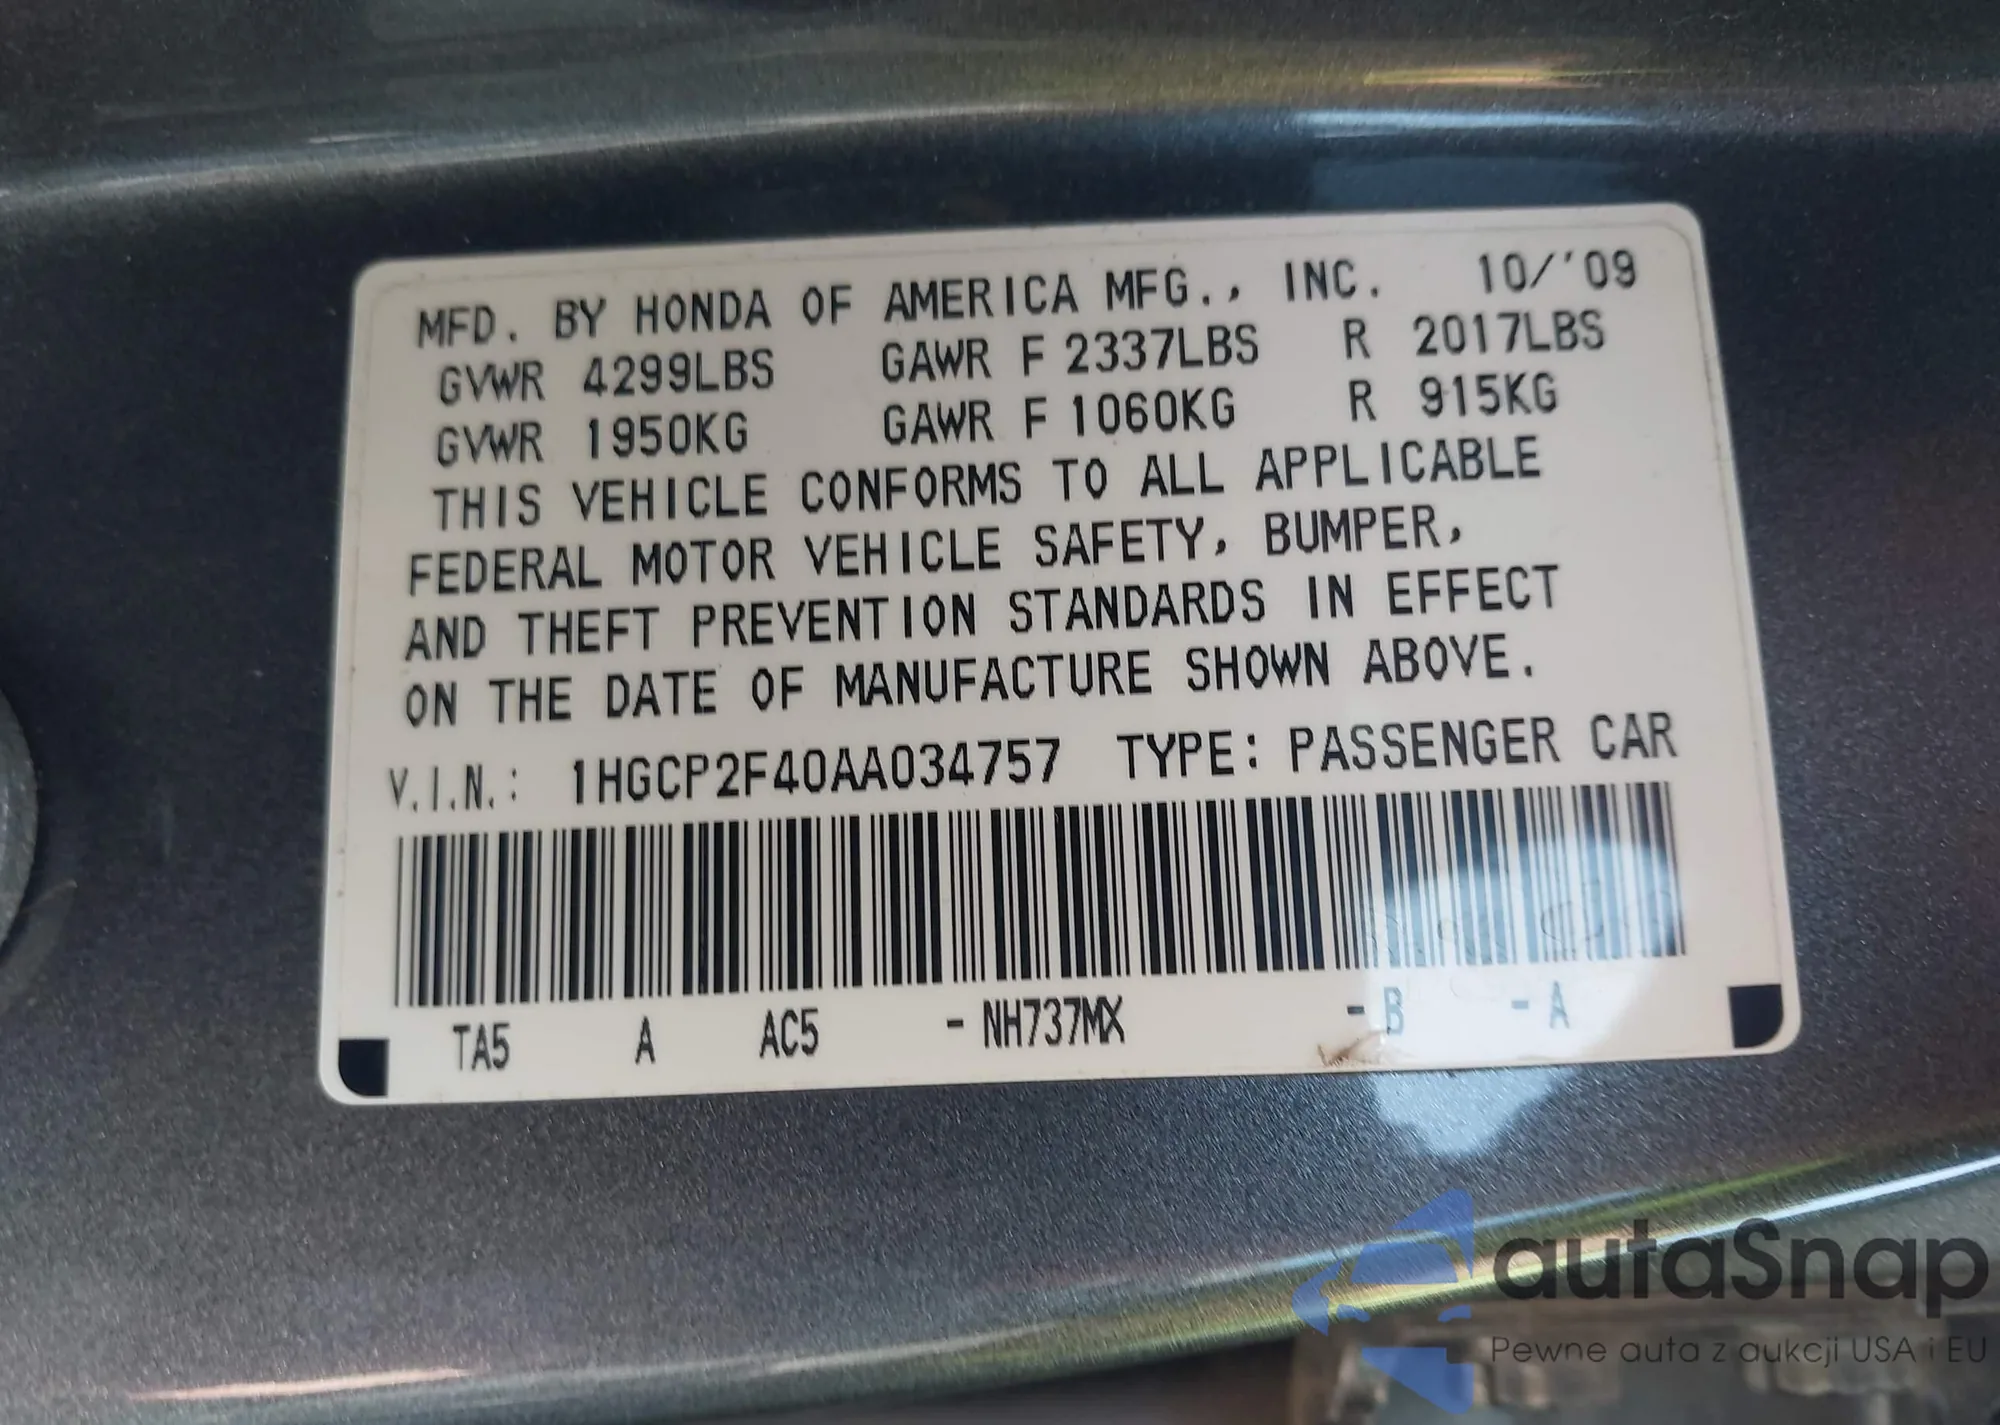 MFD. BY HONDA OF AMERICA MFG., INC. 10/'09
GVWR 4299LBS GAWR F 2337LBS R 2017LBS
GVWR 1950KG GAWR F 1060KG R 915KG
THIS VEHICLE CONFORMS TO ALL APPLICABLE
FEDERAL MOTOR VEHICLE SAFETY, BUMPER,
AND THEFT PREVENTION STANDARDS IN EFFECT
ON THE DATE OF MANUFACTURE SHOWN ABOVE.
V.I.N.: 1HGCP2F40AA034757 TYPE: PASSENGER CAR
TA5 A AC5 - NH737MX - B - A
autaSnap
Pewne auta z aukcji USA i EU